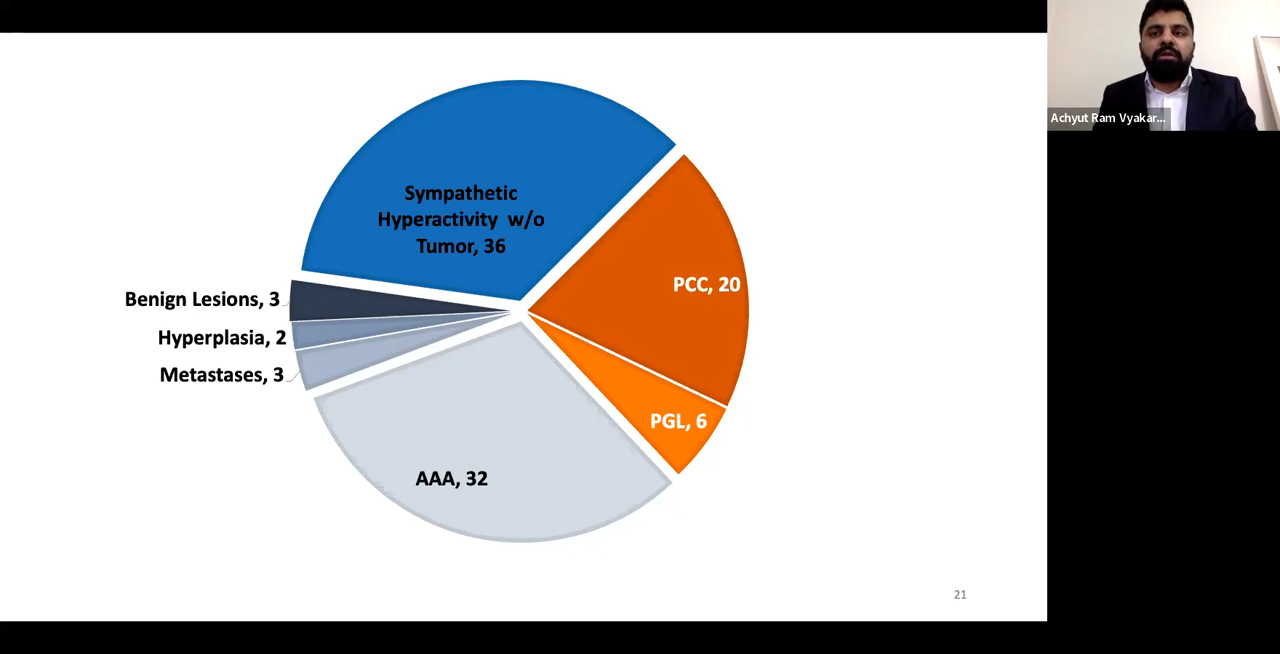 Achyut Ram Vyakar...
Sympathetic
Hyperactivity w/o
Tumor, 36
PCC, 20
Benign Lesions, 3
Hyperplasia, 2
Metastases, 3
PGL, 6
AAA, 32
21